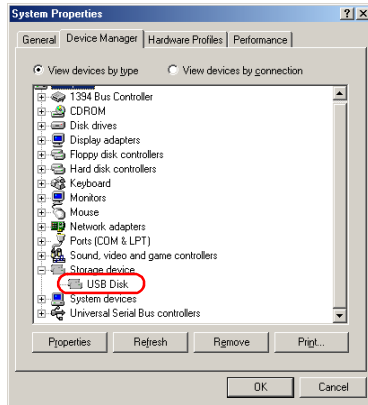 System Properties
General Device Manager Hardware Profiles Performance
View devices by type View devices by connection
1394 Bus Controller
CDROM
Disk drives
Display adapters
Floppy disk controllers
Hard disk controllers
Keyboard
Monitors
Mouse
Network adapters
Ports (COM & LPT)
Sound, video and game controllers
Storage device
USB Disk
System devices
Universal Serial Bus controllers
Properties Refresh Remove Print...
OK Cancel